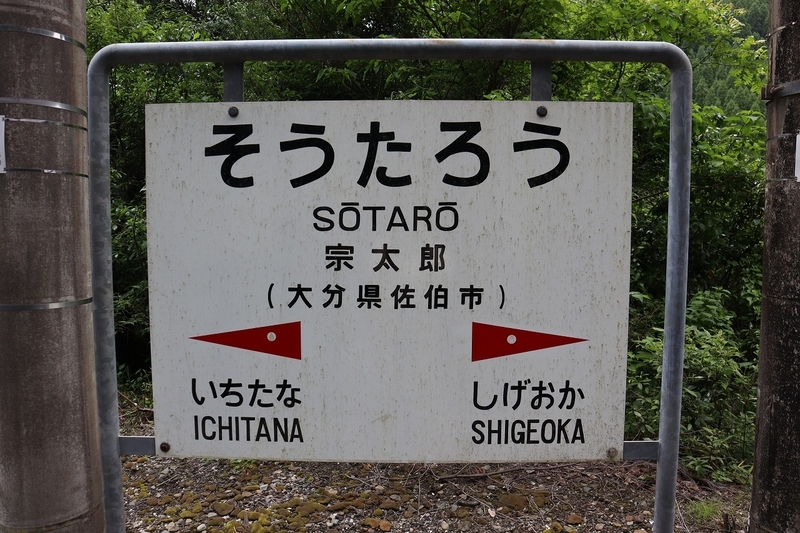 そうたろう
SŌTARŌ
宗太郎
(大分県佐伯市)
いちたな しげおか
ICHITANA SHIGEOKA